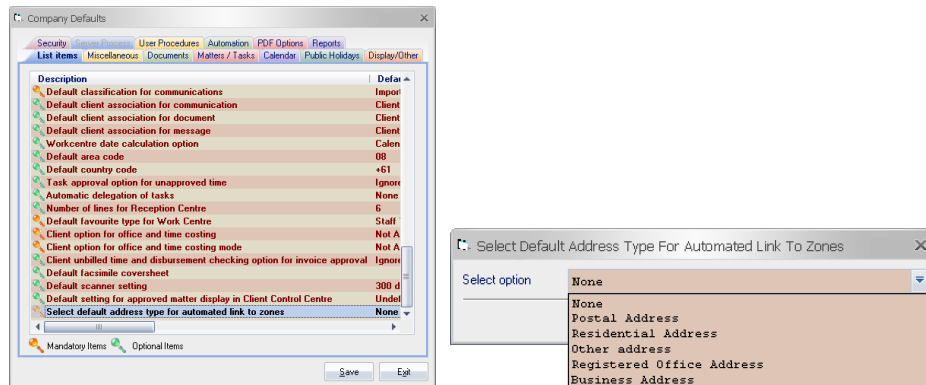 Company Defaults
Security Server Process User Procedures Automation PDF Options Reports
List items Miscellaneous Documents Matters / Tasks Calendar Public Holidays Display/Other
Description Defau
Default classification for communications Import
Default client association for communication Client
Default client association for document Client
Default client association for message Client
Workcentre date calculation option Calen
Default area code 08
Default country code +61
Task approval option for unapproved time Ignore
Automatic delegation of tasks None
Number of lines for Reception Centre 6
Default favourite type for Work Centre Staff
Client option for office and time costing Not A
Client option for office and time costing mode Not A
Client unbilled time and disbursement checking option for invoice approval Ignore
Default facsimile coversheet
Default scanner setting 300 d
Default setting for approved matter display in Client Control Centre Undel
Select default address type for automated link to zones None
Mandatory Items Optional Items
Save Exit
Select Default Address Type For Automated Link To Zones
Select option None
None
Postal Address
Residential Address
Other address
Registered Office Address
Business Address